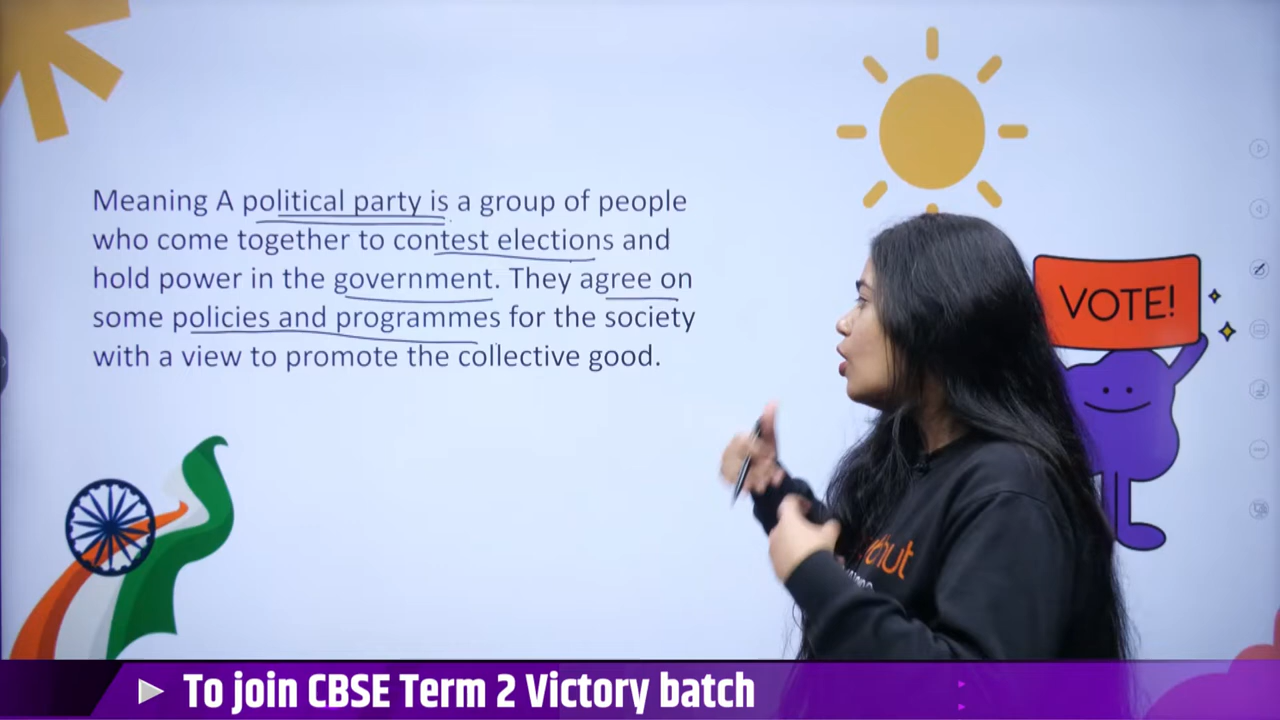 Meaning A political party is a group of people
who come together to contest elections and
hold power in the government. They agree on
some policies and programmes for the society
with a view to promote the collective good.
VOTE!
To join CBSE Term 2 Victory batch